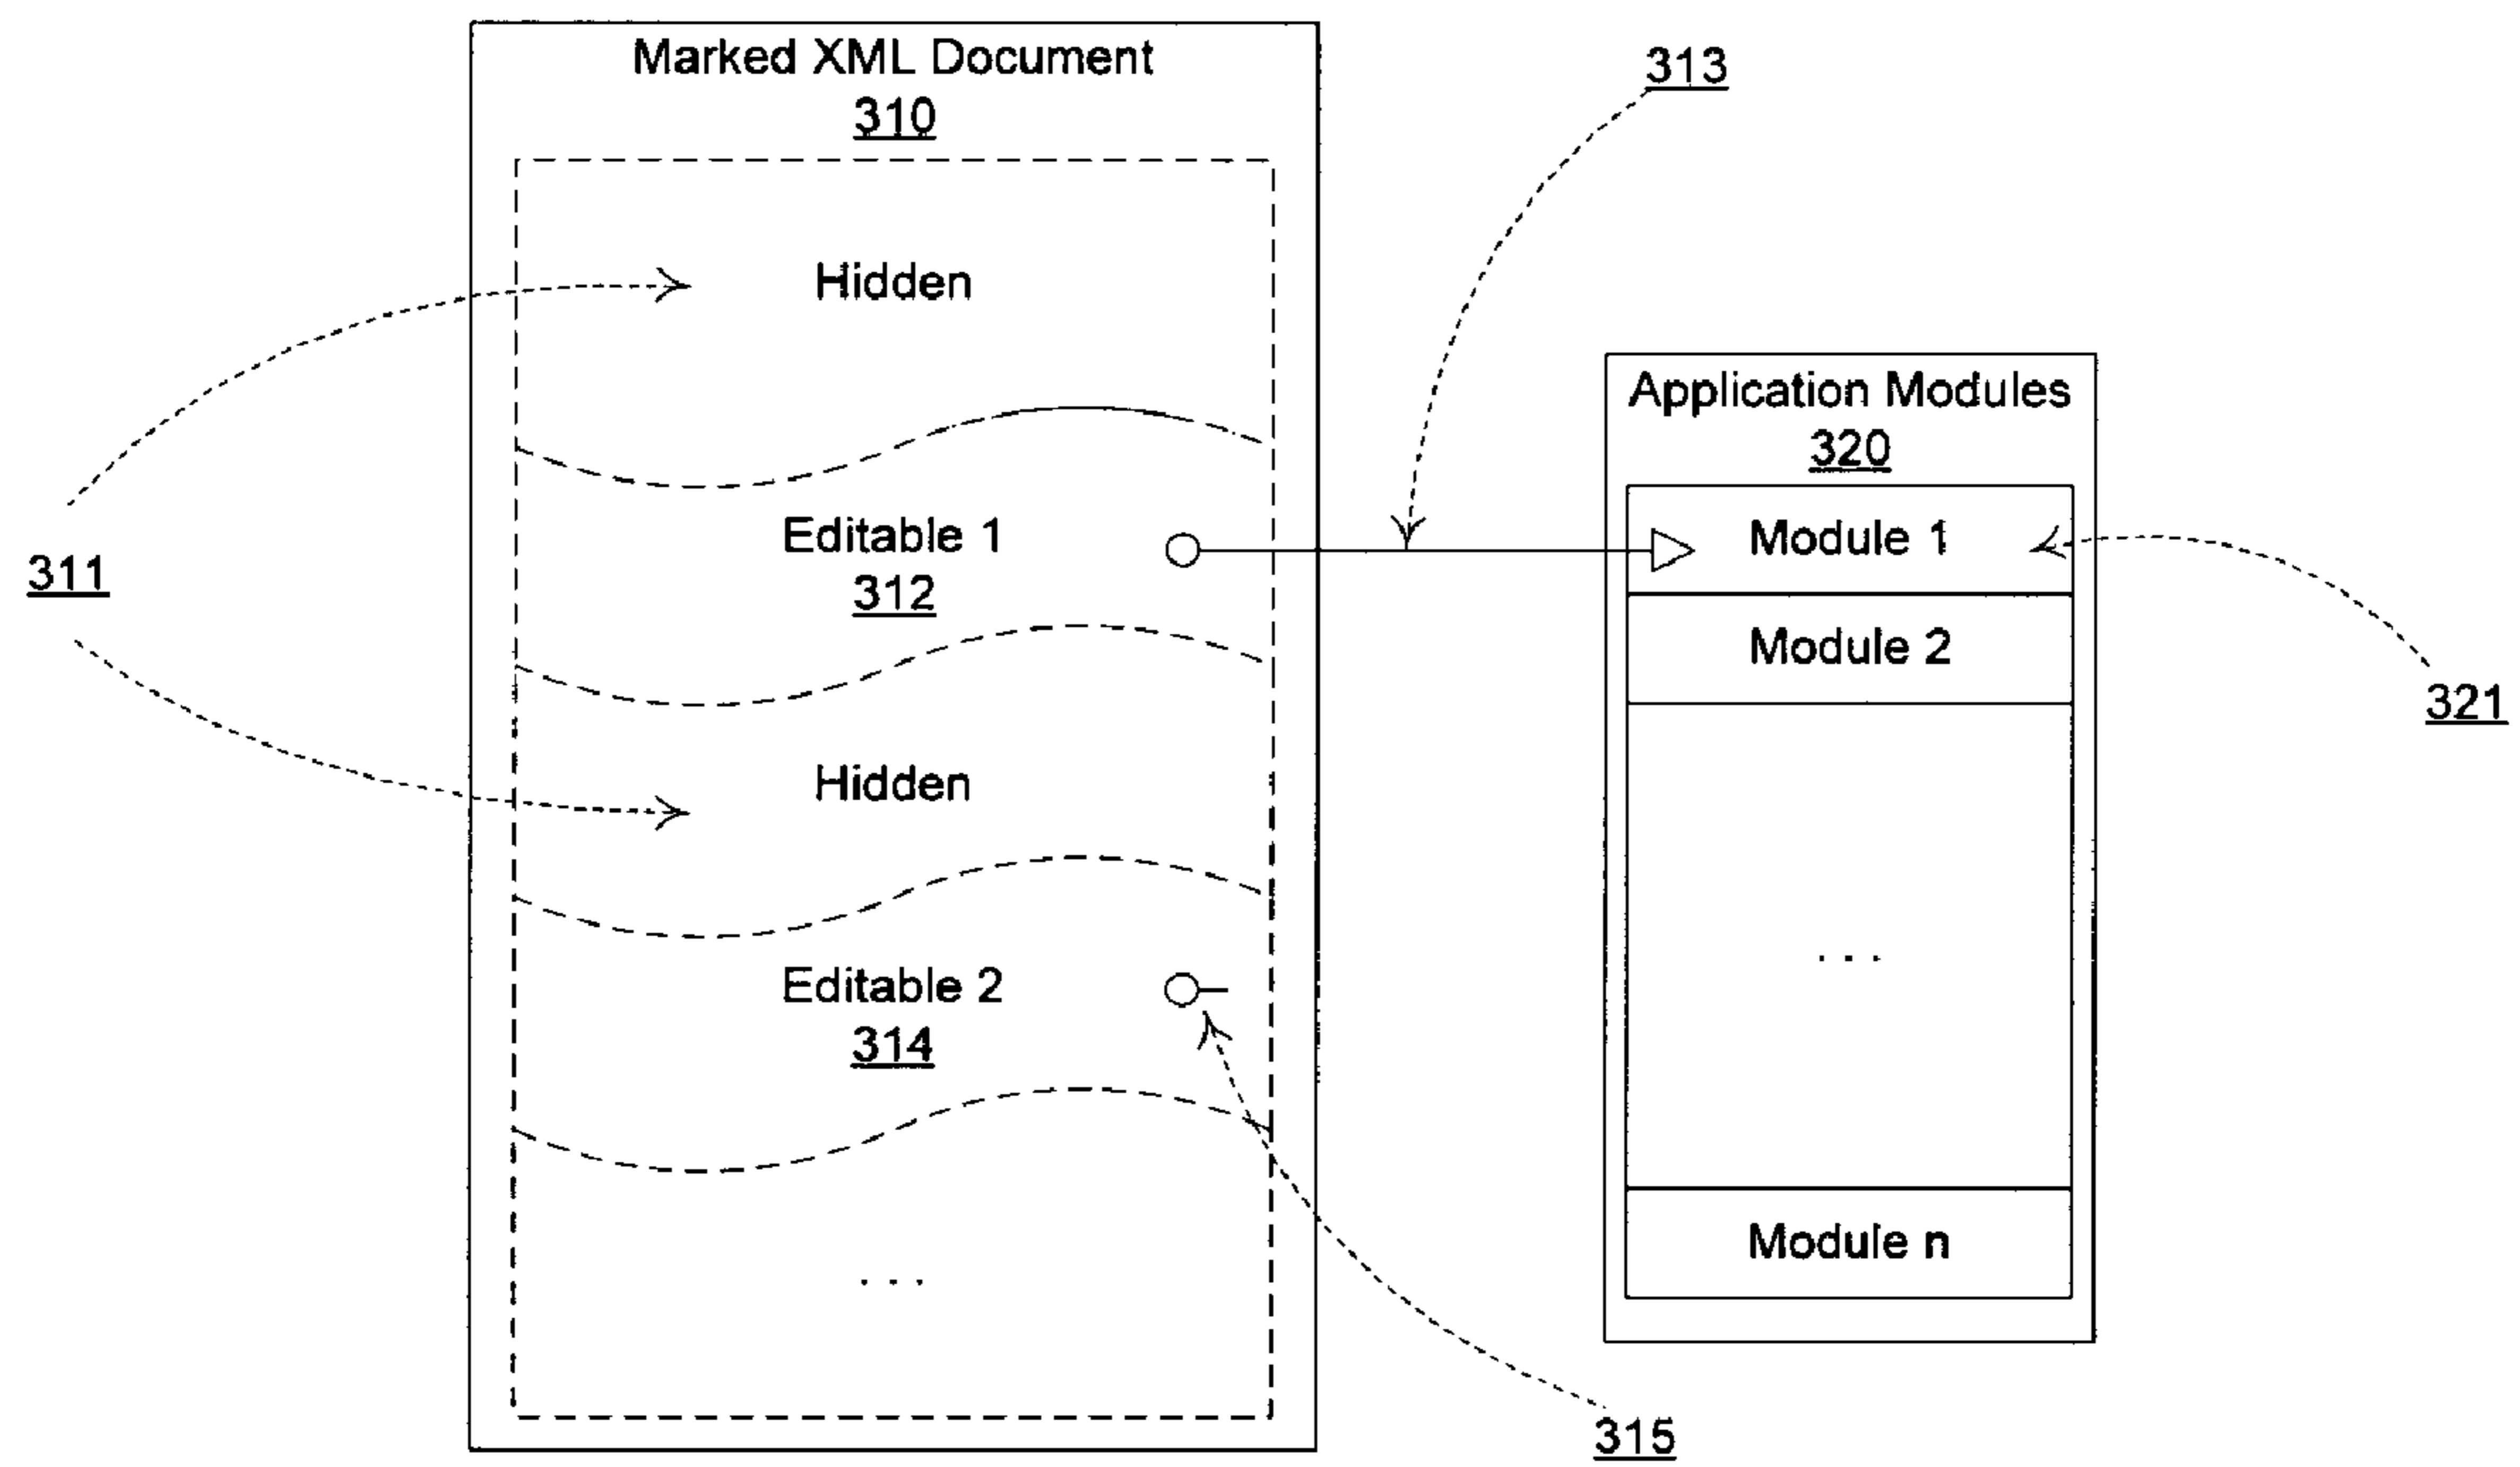 Marked XML Document
310
313
Hidden
Application Modules
320
311
Editable 1
312
Module 1
Module 2
321
Hidden
...
Editable 2
314
Module n
...
315